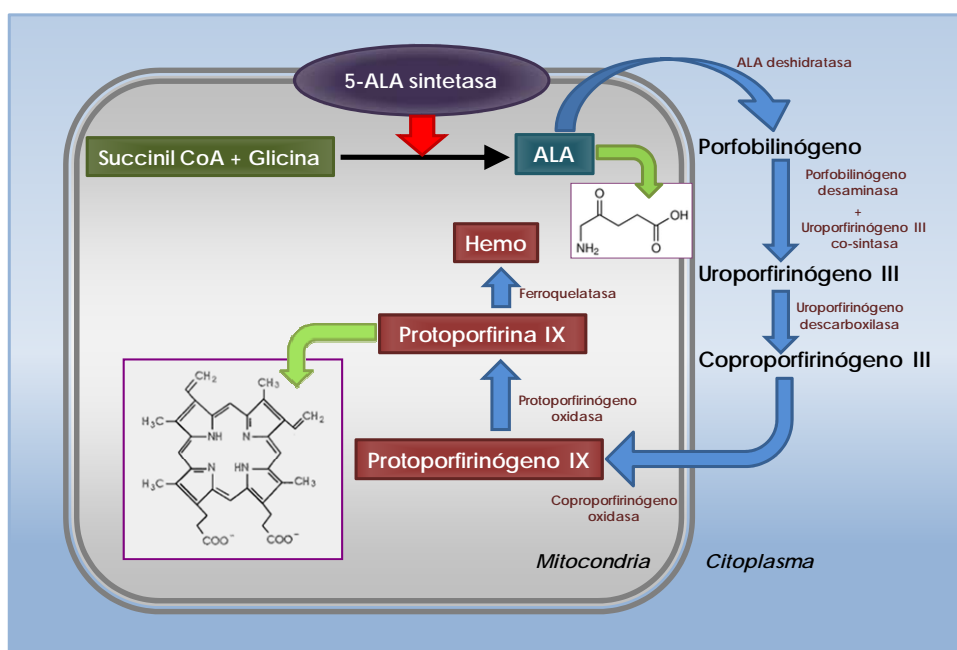 5-ALA sintetasa
ALA deshidratasa
Succinil CoA + Glicina
ALA
Porfobilinógeno
Porfobilinógeno
desaminasa
+
Uroporfirinógeno III
co-sintasa
O
OH
NH2
O
Hemo
Uroporfirinógeno III
Ferroquelatasa
Uroporfirinógeno
descarboxilasa
Protoporfirina IX
Coproporfirinógeno III
CH2
CH3
H3C
CH2
NH
N
N
HN
H3C
CH3
COO-
COO-
Protoporfirinógeno
oxidasa
Protoporfirinógeno IX
Coproporfirinógeno
oxidasa
Mitocondria
Citoplasma